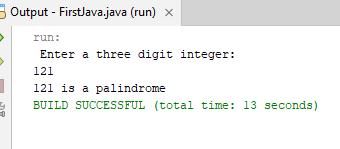 Output - FirstJava.java (run) ×
run:
Enter a three digit integer:
121
121 is a palindrome
BUILD SUCCESSFUL (total time: 13 seconds)